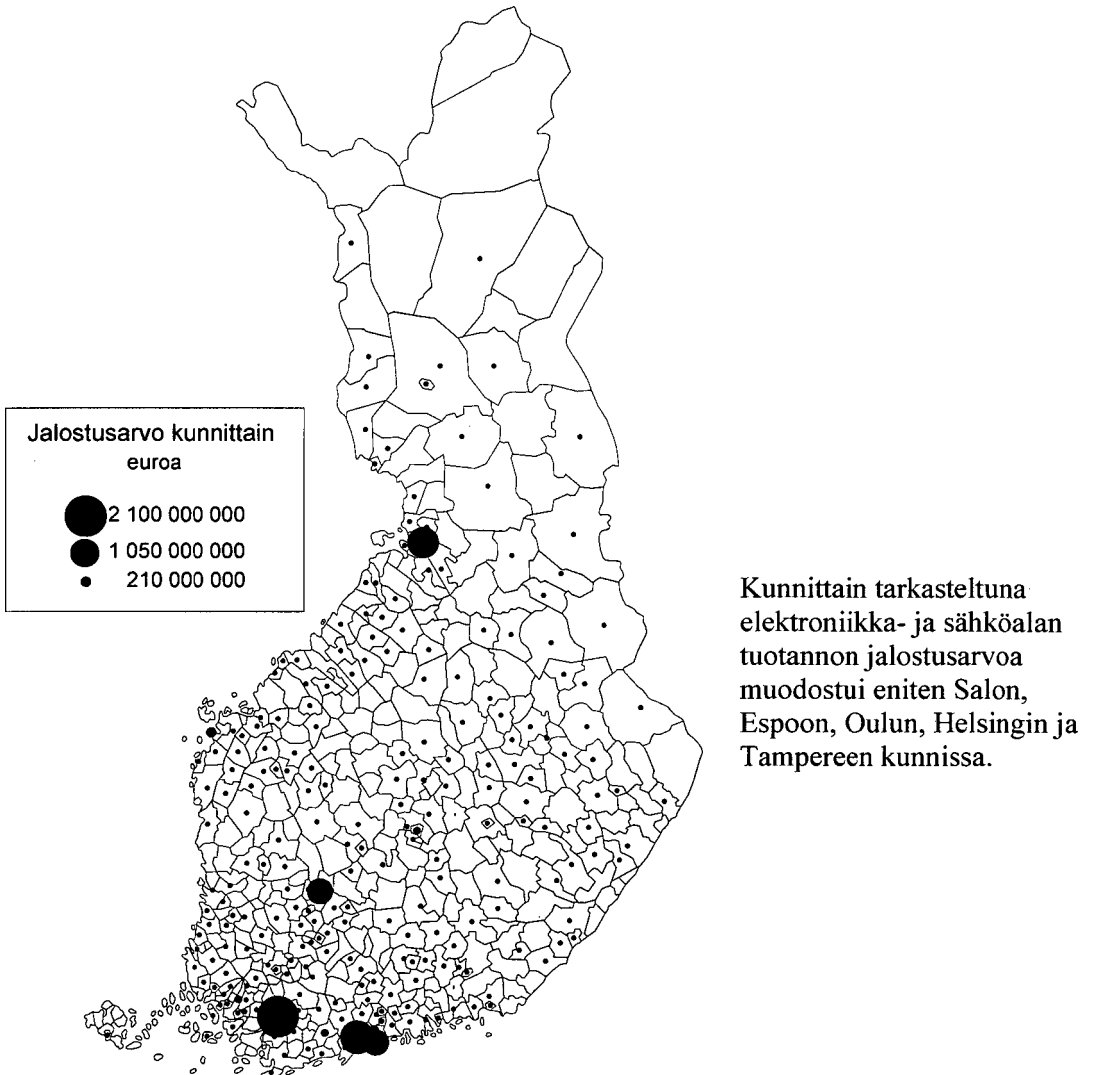 Jalostusarvo kunnittain
euroa
2 100 000 000
1 050 000 000
210 000 000
Kunnittain tarkasteltuna
elektroniikka- ja sähköalan
tuotannon jalostusarvoa
muodostui eniten Salon,
Espoon, Oulun, Helsingin ja
Tampereen kunnissa.